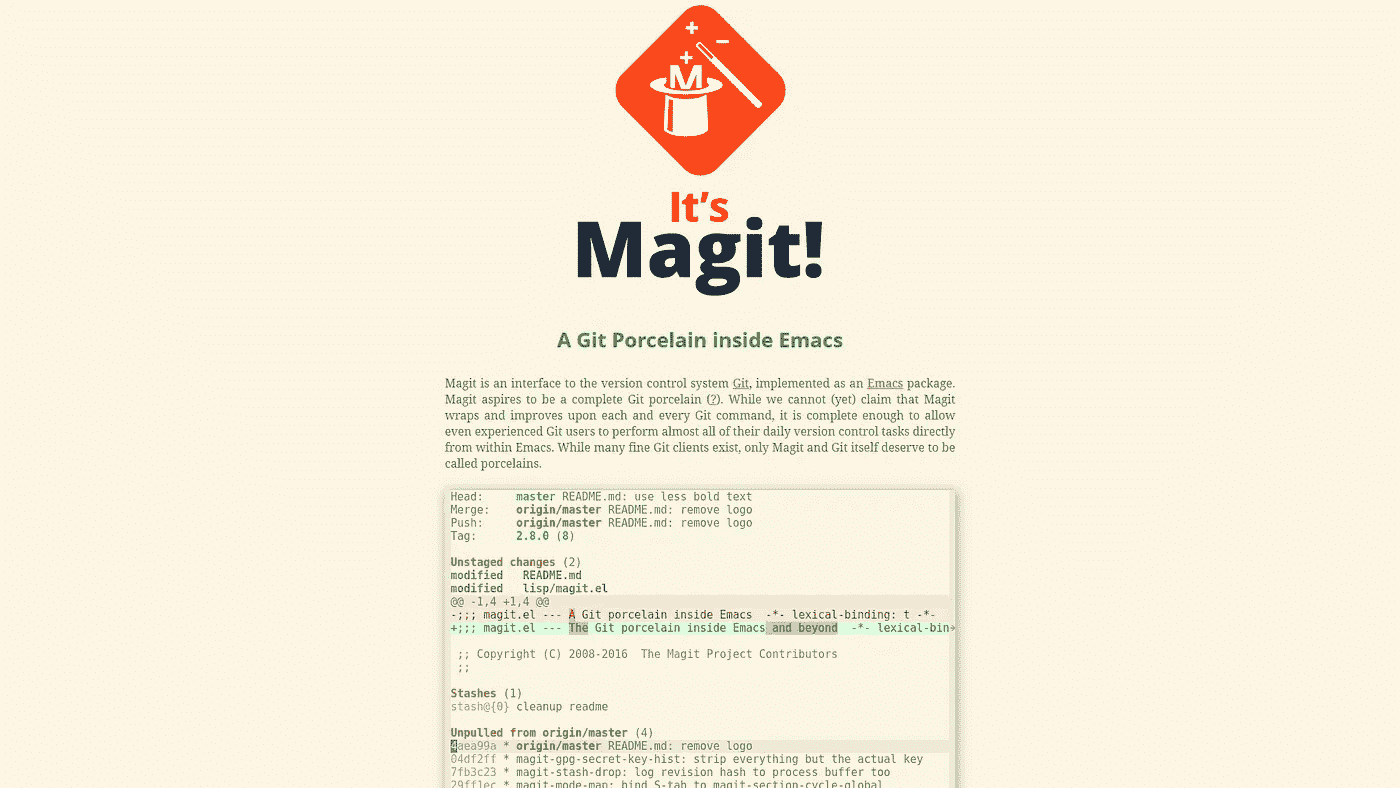 M
It's
Magit!
A Git Porcelain inside Emacs
Magit is an interface to the version control system Git, implemented as an Emacs package.
Magit aspires to be a complete Git porcelain (?). While we cannot (yet) claim that Magit
wraps and improves upon each and every Git command, it is complete enough to allow
even experienced Git users to perform almost all of their daily version control tasks directly
from within Emacs. While many fine Git clients exist, only Magit and Git itself deserve to be
called porcelains.
Head:     master README.md: use less bold text
Merge:    origin/master README.md: remove logo
Push:     origin/master README.md: remove logo
Tag:      2.8.0 (8)
Unstaged changes (2)
modified   README.md
modified   lisp/magit.el
@@ -1,4 +1,4 @@
-;;; magit.el --- A Git porcelain inside Emacs  -*- lexical-binding: t -*-
+;;; magit.el --- The Git porcelain inside Emacs and beyond  -*- lexical-bin→
;; Copyright (C) 2008-2016  The Magit Project Contributors
;;
Stashes (1)
stash@{0} cleanup readme
Unpulled from origin/master (4)
4aea99a * origin/master README.md: remove logo
04df2ff * magit-gpg-secret-key-hist: strip everything but the actual key
7fb3c23 * magit-stash-drop: log revision hash to process buffer too
29ff1ec * magit-mode-map: bind S-tab to magit-section-cycle-global